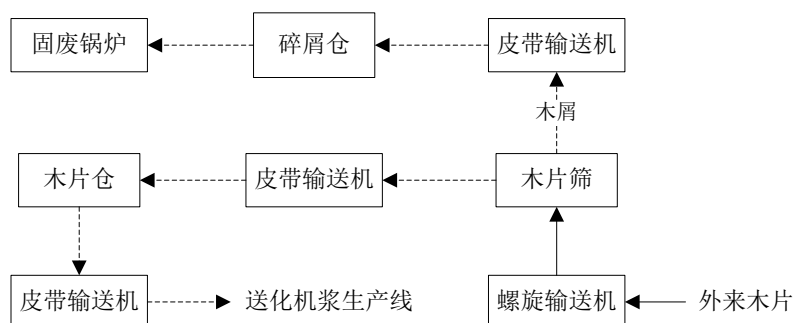 固废锅炉
碎屑仓
皮带输送机
木屑
木片仓
皮带输送机
木片筛
皮带输送机
送化机浆生产线
螺旋输送机
外来木片